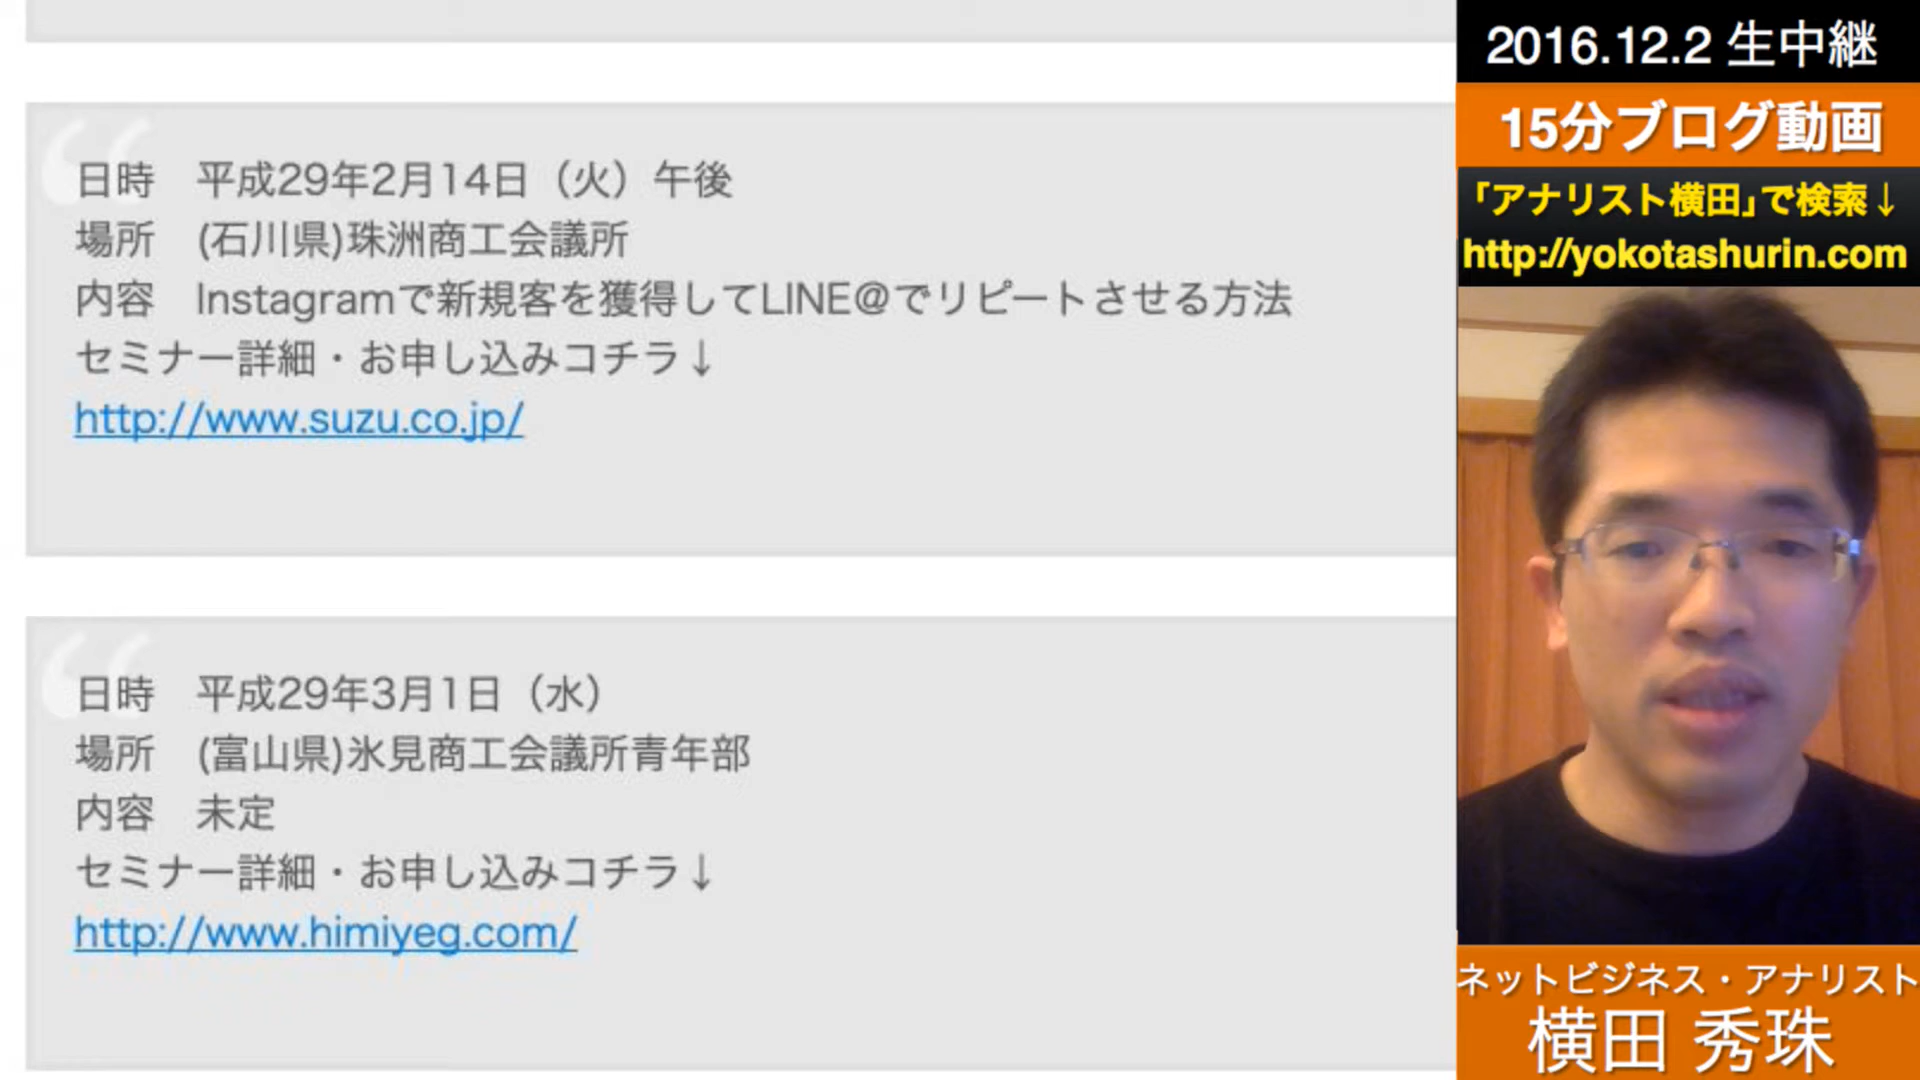 日時　平成29年2月14日（火）午後
場所　(石川県)珠洲商工会議所
内容　Instagramで新規客を獲得してLINE@でリピートさせる方法
セミナー詳細・お申し込みコチラ↓
http://www.suzu.co.jp/
日時　平成29年3月1日（水）
場所　(富山県)氷見商工会議所青年部
内容　未定
セミナー詳細・お申し込みコチラ↓
http://www.himiyeg.com/
2016.12.2 生中継
15分ブログ動画
「アナリスト横田」で検索↓
http://yokotashurin.com
ネットビジネス・アナリスト
横田 秀珠